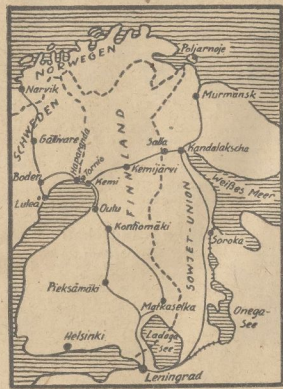 NORWEGEN
Poljarnoje
Narvik
Murmansk
SCHWEDEN
Gällivare
Haparanda
Tornio
FINNLAND
Salla
Kandalakscha
Boden
Kemi
Kemijärvi
Weißes Meer
Luleå
Oulu
SOWJET-UNION
Kontiomäki
Soroka
Pieksämäki
Matkaselka
Onega-
See
Helsinki
Ladoga
See
Leningrad